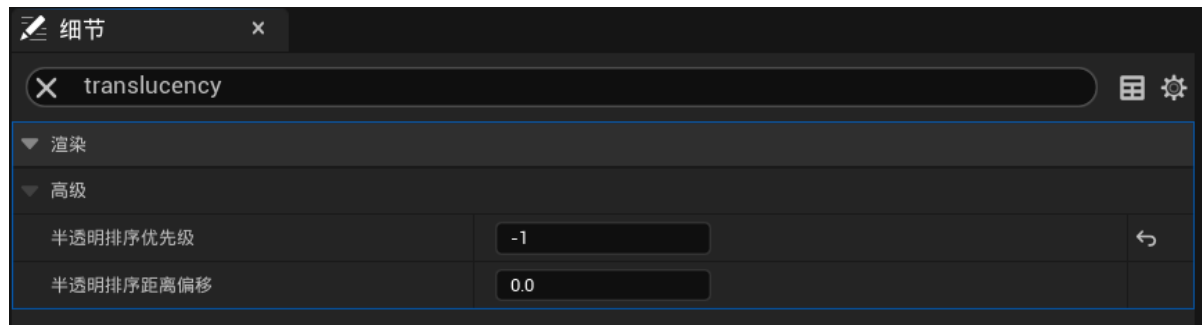 细节
translucency
渲染
高级
半透明排序优先级 -1
半透明排序距离偏移 0.0